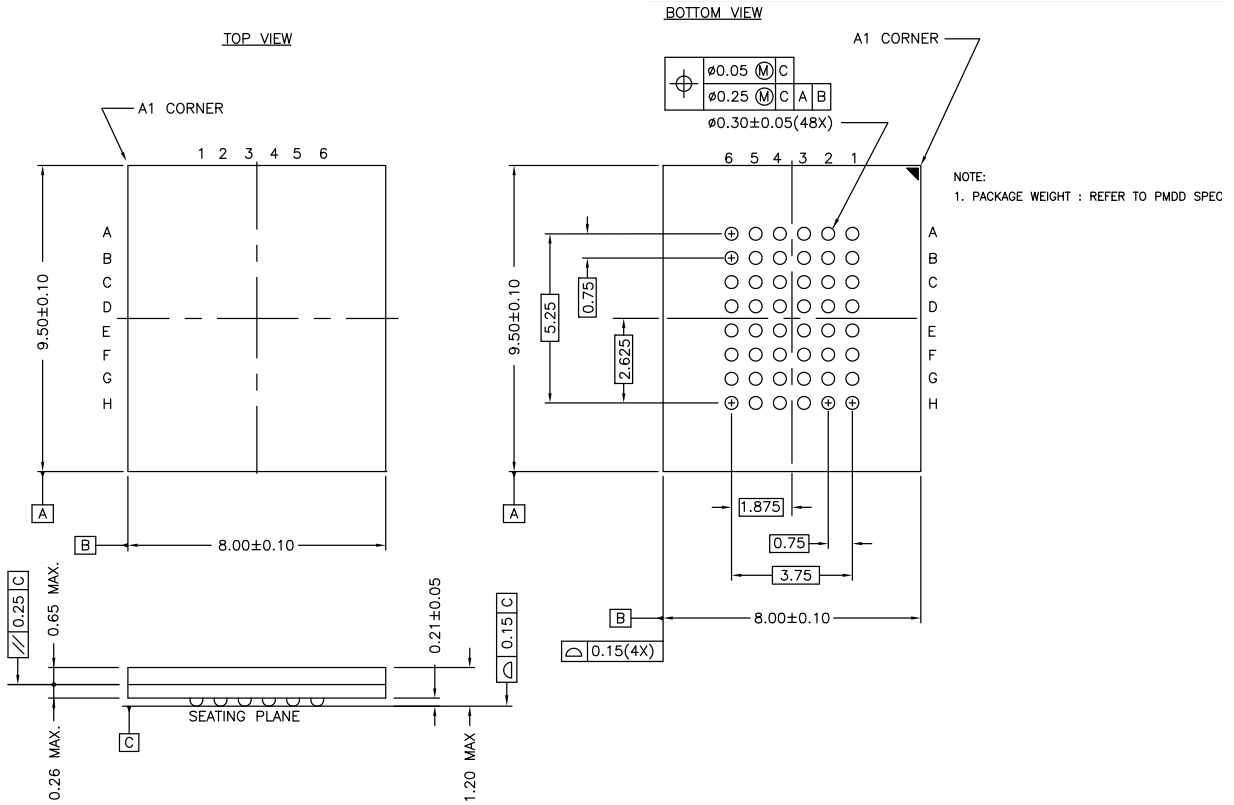 BOTTOM VIEW
TOP VIEW
A1 CORNER
⌀0.05 Ⓜ C
⌀0.25 Ⓜ C A B
⌀0.30±0.05(48X)
A1 CORNER
1 2 3 4 5 6
6 5 4 3 2 1
NOTE:
1. PACKAGE WEIGHT : REFER TO PMDD SPEC
A
B
C
D
E
F
G
H
9.50±0.10
A
B
8.00±0.10
9.50±0.10
5.25
0.75
2.625
A
B
C
D
E
F
G
H
A
1.875
0.75
3.75
B
8.00±0.10
⌓ 0.15(4X)
// 0.25 C
0.65 MAX.
0.26 MAX.
0.21±0.05
⌓ 0.15 C
1.20 MAX
SEATING PLANE
C